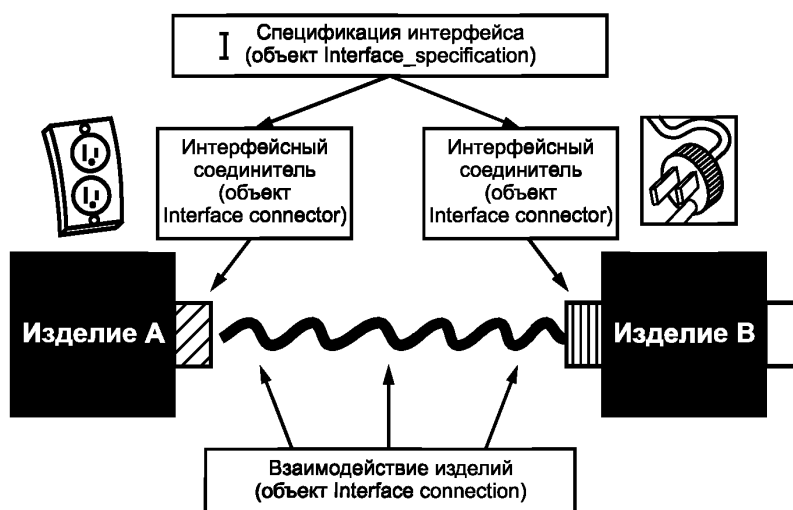 I Спецификация интерфейса
(объект Interface_specification)
Интерфейсный
соединитель
(объект
Interface connector)
Интерфейсный
соединитель
(объект
Interface connector)
Изделие A
Изделие B
Взаимодействие изделий
(объект Interface connection)